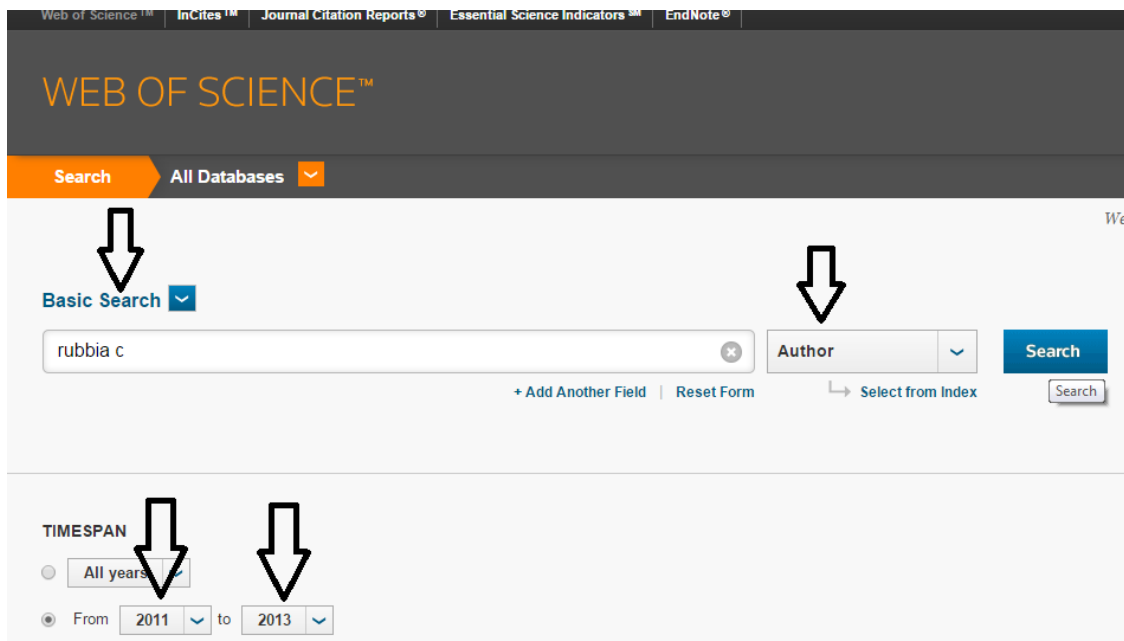 Web of Science™ InCites™ Journal Citation Reports® Essential Science Indicators℠ EndNote®
WEB OF SCIENCE™
Search All Databases
We
Basic Search
rubbia c Author Search
+ Add Another Field | Reset Form Select from Index Search
TIMESPAN
All years
From 2011 to 2013